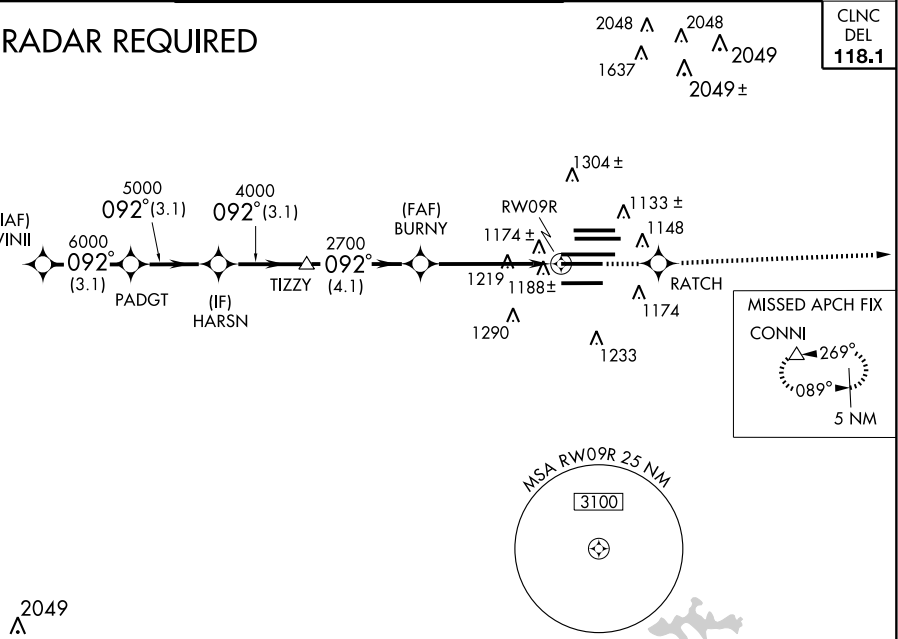 RADAR REQUIRED
2048
2048
2049
1637
2049 ±
CLNC
DEL
118.1
5000
092° (3.1)
4000
092° (3.1)
1304 ±
(FAF)
BURNY
RW09R
1133 ±
1174 ±
1148
6000
092°
(3.1)
PADGT
(IF)
HARSN
TIZZY
2700
092°
(4.1)
1219
1188±
RATCH
1174
1290
1233
MISSED APCH FIX
CONNI
269°
089°
5 NM
MSA RW09R 25 NM
3100
2049